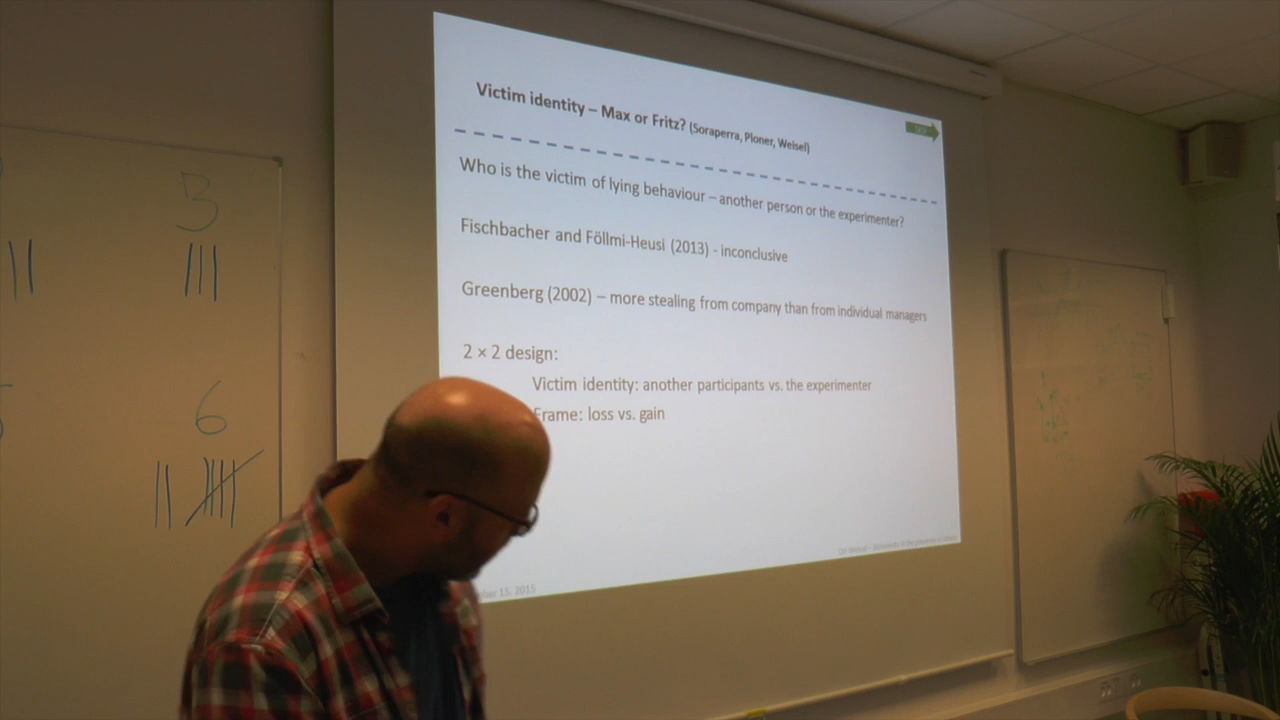 Victim identity – Max or Fritz? (Soraperra, Ploner, Weisel)
Who is the victim of lying behaviour – another person or the experimenter?
Fischbacher and Föllmi-Heusi (2013) - inconclusive
Greenberg (2002) – more stealing from company than from individual managers
2 × 2 design:
Victim identity: another participants vs. the experimenter
Frame: loss vs. gain
15, 2015
3
6